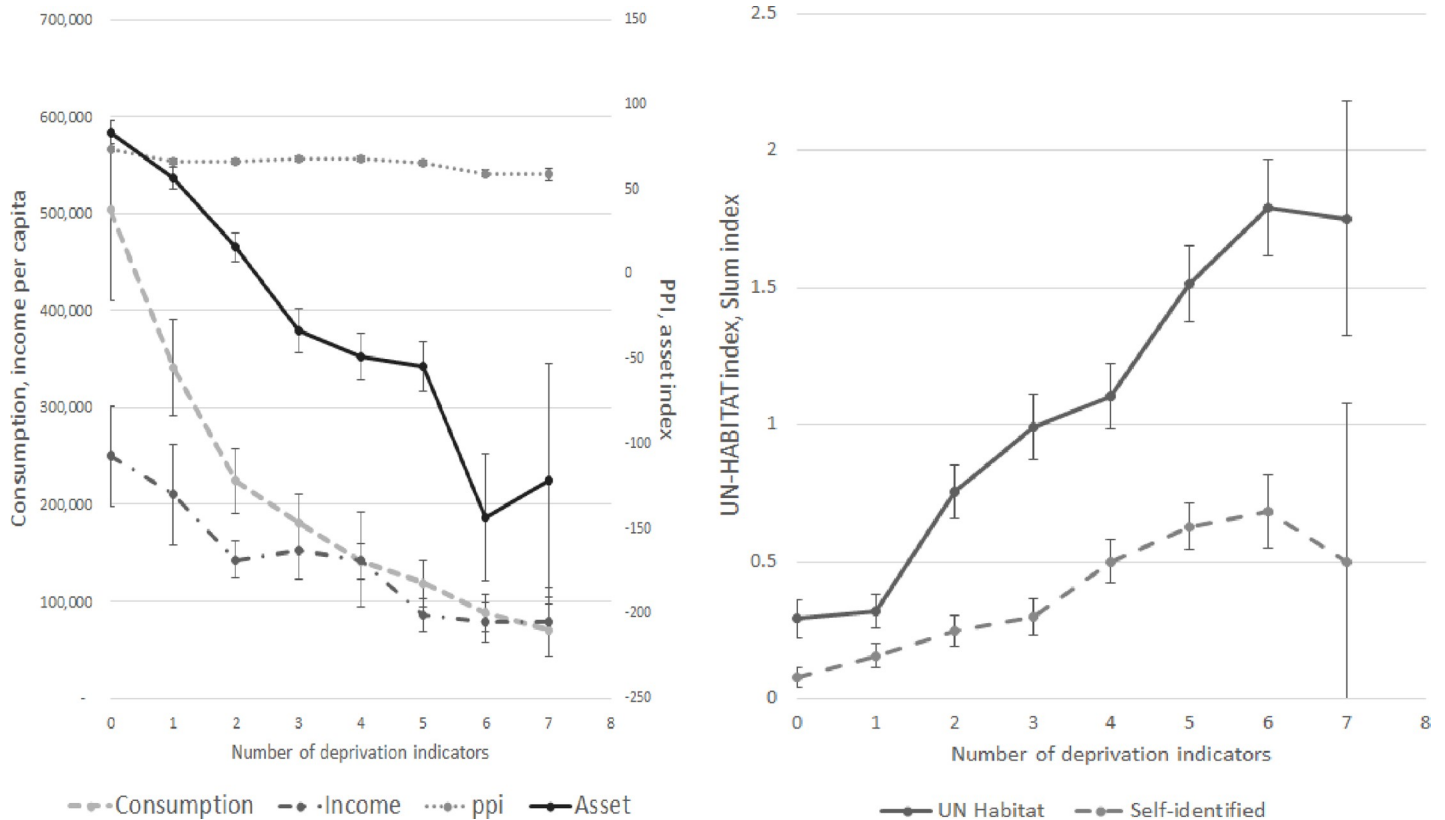 700,000
600,000
500,000
400,000
300,000
200,000
100,000
-
Consumption, income per capita
150
100
50
0
-50
-100
-150
-200
-250
PPI, asset index
0 1 2 3 4 5 6 7 8
Number of deprivation indicators
Consumption Income ppi Asset
2.5
2
1.5
1
0.5
0
UN-HABITAT index, Slum index
0 1 2 3 4 5 6 7 8
Number of deprivation indicators
UN Habitat Self-identified